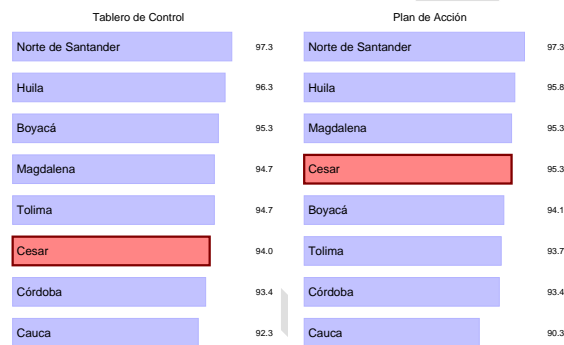 Tablero de Control
Norte de Santander 97.3
Huila 96.3
Boyacá 95.3
Magdalena 94.7
Tolima 94.7
Cesar 94.0
Córdoba 93.4
Cauca 92.3
Plan de Acción
Norte de Santander 97.3
Huila 95.8
Magdalena 95.3
Cesar 95.3
Boyacá 94.1
Tolima 93.7
Córdoba 93.4
Cauca 90.3